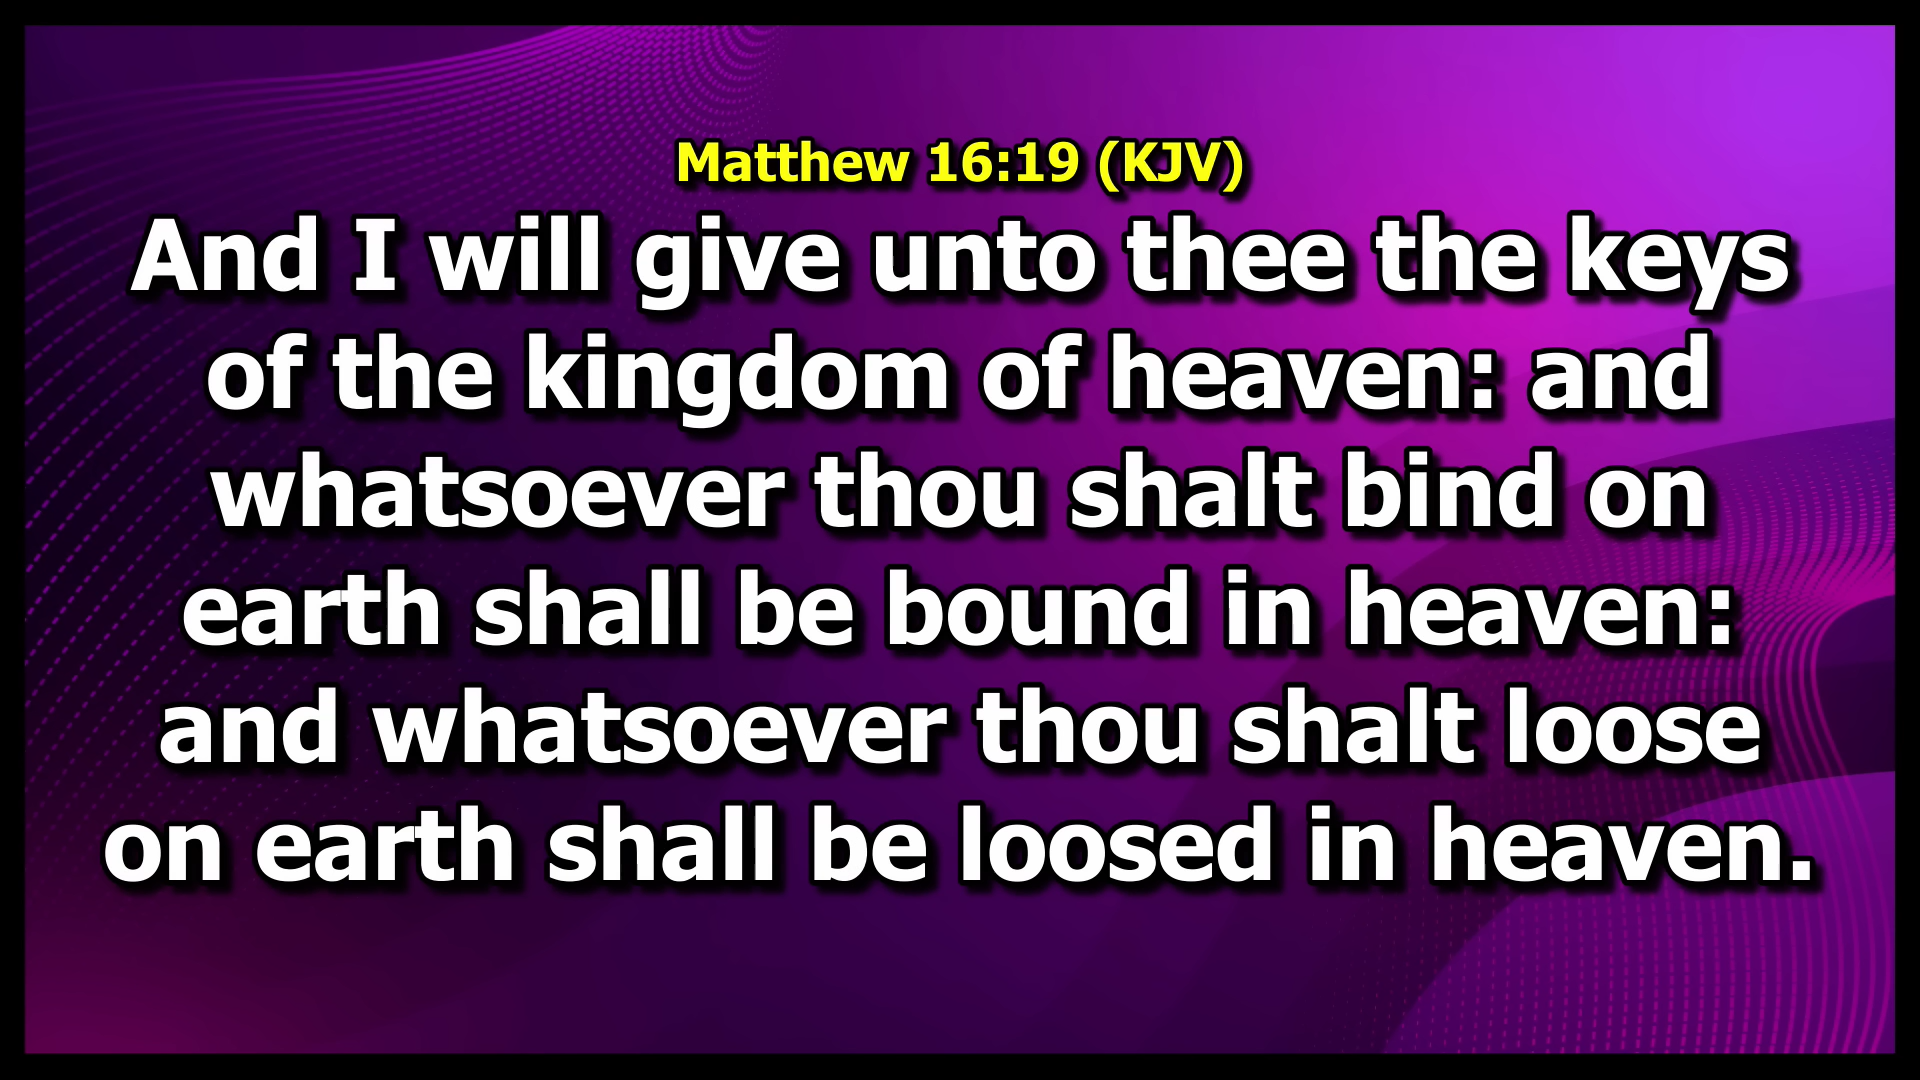 Matthew 16:19 (KJV)
And I will give unto thee the keys
of the kingdom of heaven: and
whatsoever thou shalt bind on
earth shall be bound in heaven:
and whatsoever thou shalt loose
on earth shall be loosed in heaven.